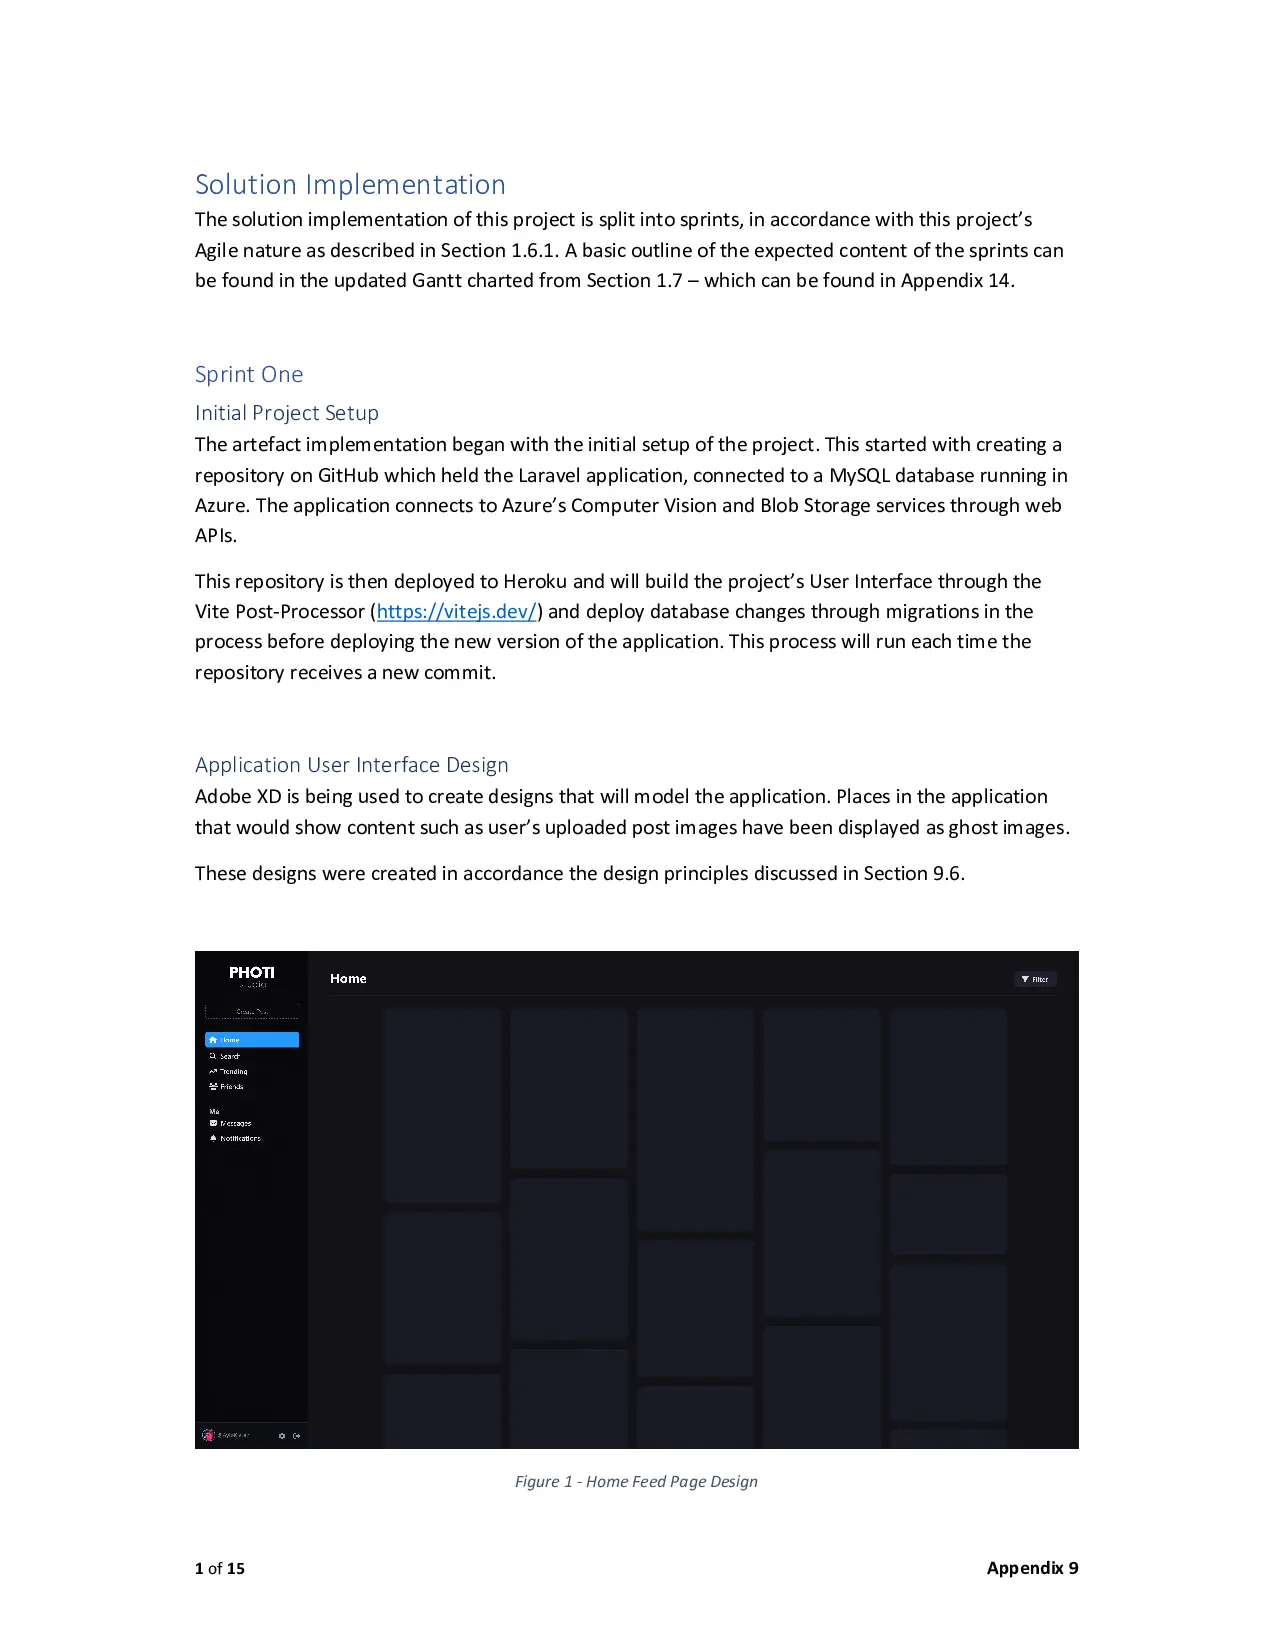 Solution Implementation
The solution implementation of this project is split into sprints, in accordance with this project’s
Agile nature as described in Section 1.6.1. A basic outline of the expected content of the sprints can
be found in the updated Gantt charted from Section 1.7 – which can be found in Appendix 14.
Sprint One
Initial Project Setup
The artefact implementation began with the initial setup of the project. This started with creating a
repository on GitHub which held the Laravel application, connected to a MySQL database running in
Azure. The application connects to Azure’s Computer Vision and Blob Storage services through web
APIs.
This repository is then deployed to Heroku and will build the project’s User Interface through the
Vite Post-Processor (https://vitejs.dev/) and deploy database changes through migrations in the
process before deploying the new version of the application. This process will run each time the
repository receives a new commit.
Application User Interface Design
Adobe XD is being used to create designs that will model the application. Places in the application
that would show content such as user’s uploaded post images have been displayed as ghost images.
These designs were created in accordance the design principles discussed in Section 9.6.
PHOTI
Home
Filter
Create Post
Home
Search
Trending
Friends
Me
Messages
Notifications
Figure 1 - Home Feed Page Design
1 of 15
Appendix 9